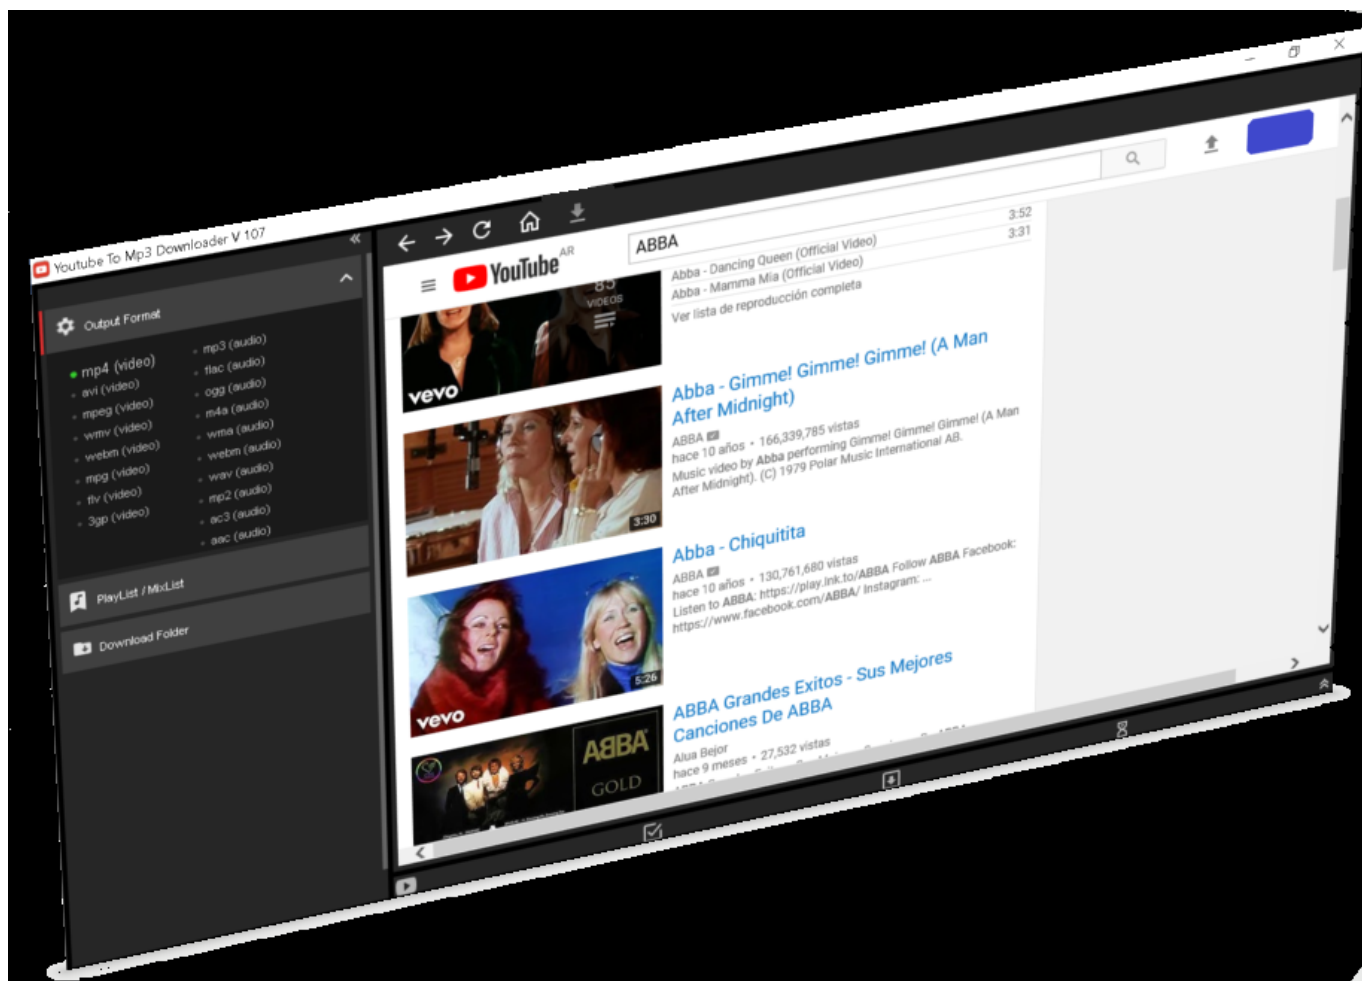 Youtube To Mp3 Downloader V 107
Output Format
mp4 (video)
avi (video)
mpeg (video)
wmv (video)
webm (video)
mpg (video)
flv (video)
3gp (video)
mp3 (audio)
flac (audio)
ogg (audio)
m4a (audio)
wma (audio)
webm (audio)
wav (audio)
mp2 (audio)
ac3 (audio)
aac (audio)
PlayList / MixList
Download Folder
YouTube AR
ABBA
85
VIDEOS
vevo
Abba - Dancing Queen (Official Video) 3:52
Abba - Mamma Mia (Official Video) 3:31
Ver lista de reproducción completa
3:30
Abba - Gimme! Gimme! Gimme! (A Man
After Midnight)
ABBA
hace 10 años • 166,339,785 vistas
Music video by Abba performing Gimme! Gimme! Gimme! (A Man
After Midnight). (C) 1979 Polar Music International AB.
vevo
5:26
Abba - Chiquitita
ABBA
hace 10 años • 130,761,680 vistas
Listen to ABBA: https://play.lnk.to/ABBA Follow ABBA Facebook:
https://www.facebook.com/ABBA/ Instagram: ...
ABBA
GOLD
ABBA Grandes Exitos - Sus Mejores
Canciones De ABBA
Alua Bejor
hace 9 meses • 27,532 vistas